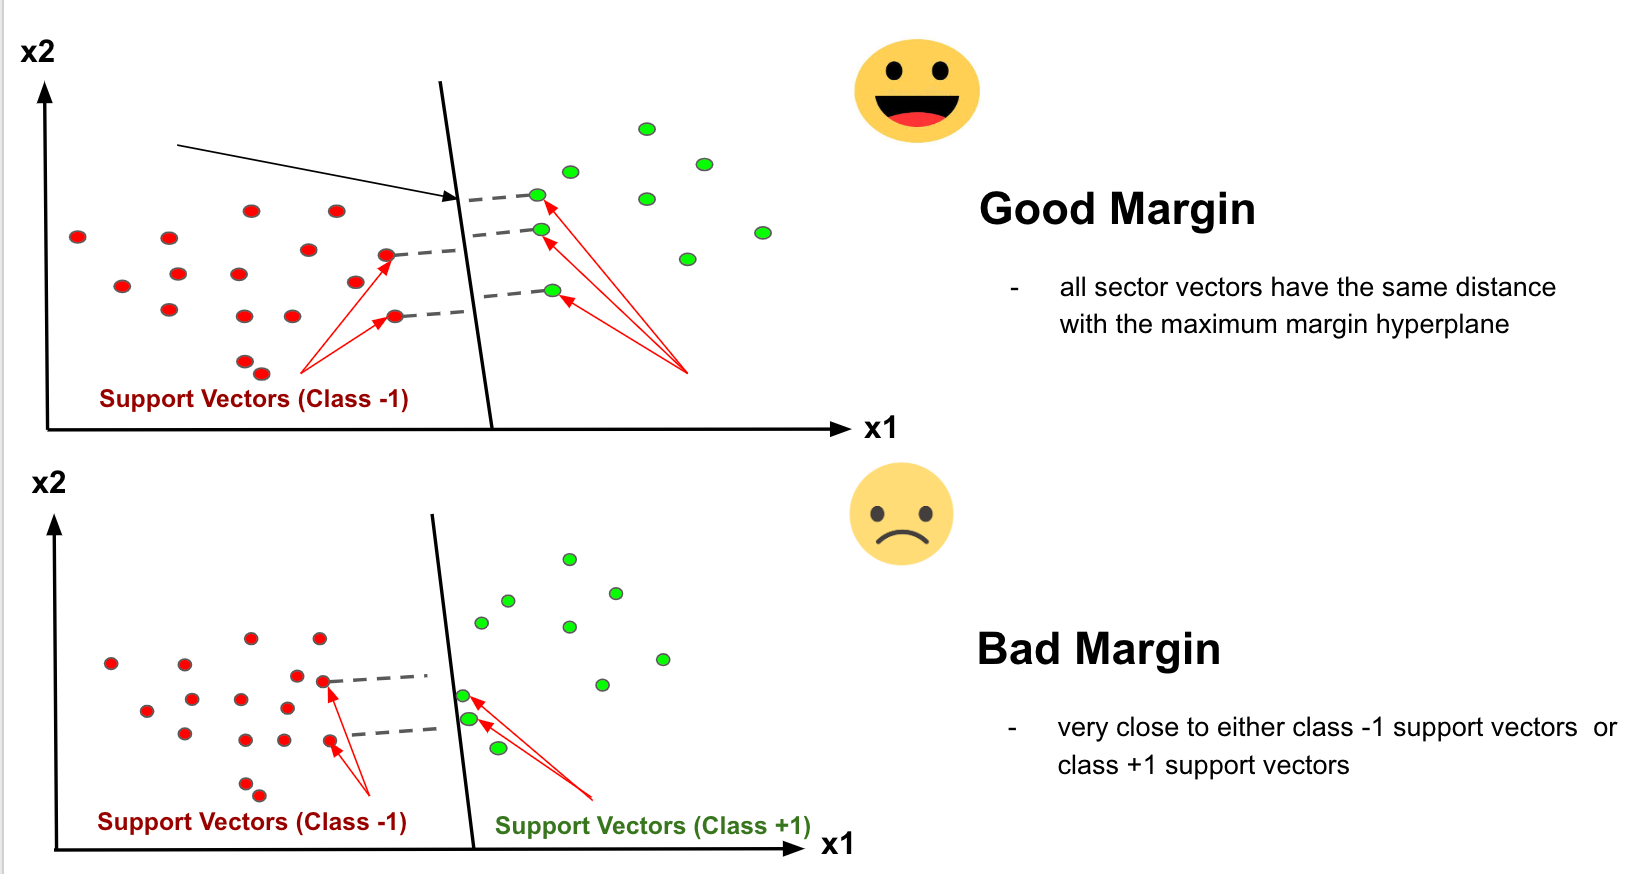 x2
Good Margin
- all sector vectors have the same distance
with the maximum margin hyperplane
Support Vectors (Class -1)
x1
x2
Bad Margin
- very close to either class -1 support vectors or
class +1 support vectors
Support Vectors (Class -1)
Support Vectors (Class +1)
x1